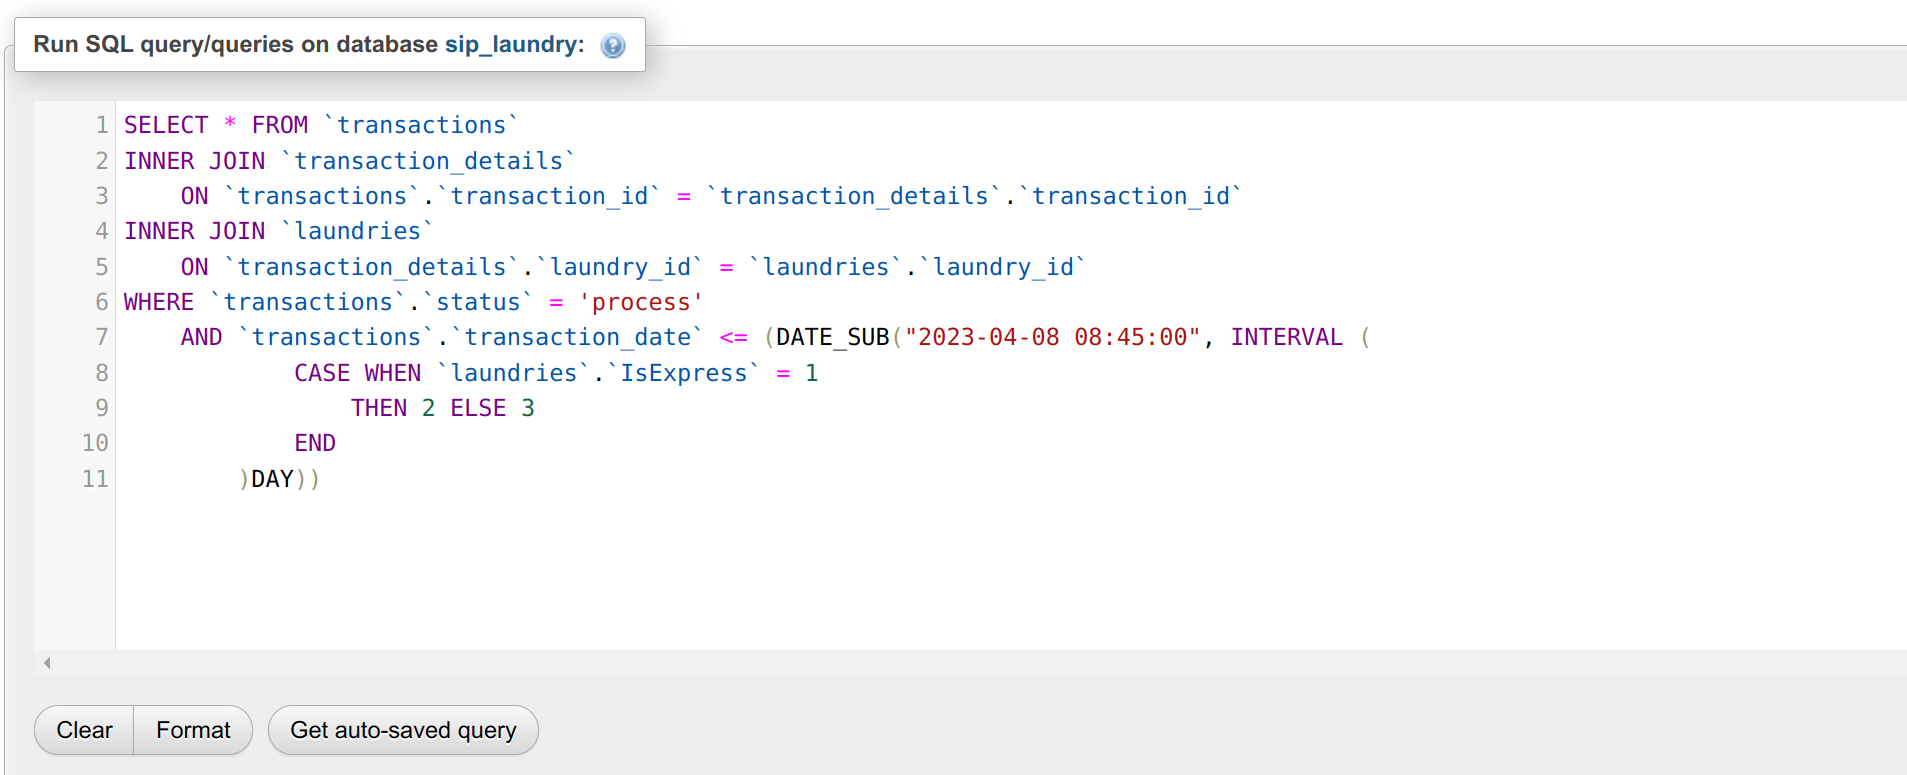 Run SQL query/queries on database sip_laundry:
1 SELECT * FROM `transactions`
2 INNER JOIN `transaction_details`
3     ON `transactions`.`transaction_id` = `transaction_details`.`transaction_id`
4 INNER JOIN `laundries`
5     ON `transaction_details`.`laundry_id` = `laundries`.`laundry_id`
6 WHERE `transactions`.`status` = 'process'
7     AND `transactions`.`transaction_date` <= (DATE_SUB("2023-04-08 08:45:00", INTERVAL (
8             CASE WHEN `laundries`.`IsExpress` = 1
9                 THEN 2 ELSE 3
10             END
11         )DAY))
Clear Format Get auto-saved query